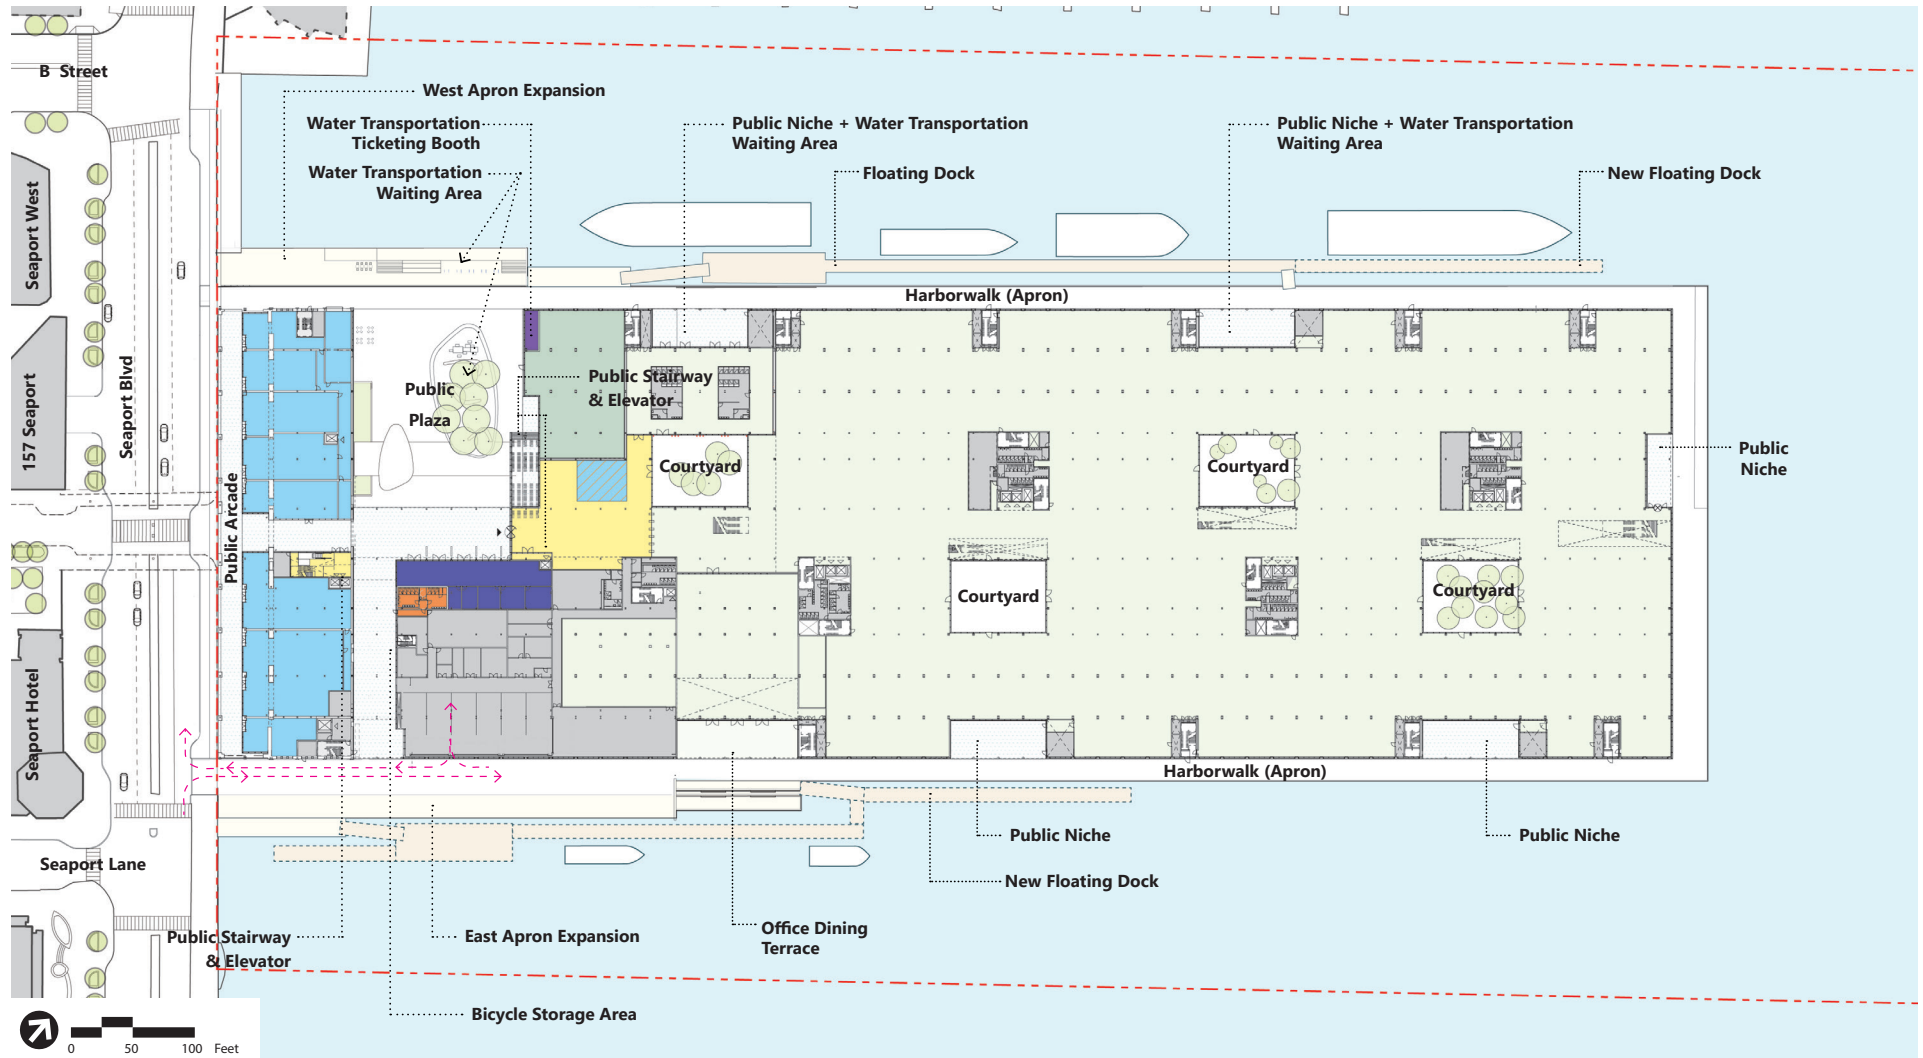 B Street
West Apron Expansion
Water Transportation
Ticketing Booth
Water Transportation
Waiting Area
Public Niche + Water Transportation
Waiting Area
Floating Dock
Public Niche + Water Transportation
Waiting Area
New Floating Dock
Seaport West
157 Seaport
Seaport Blvd
Seaport Hotel
Public Arcade
Harborwalk (Apron)
Public
Plaza
Public Stairway
& Elevator
Courtyard
Courtyard
Public
Niche
Courtyard
Courtyard
Harborwalk (Apron)
Public Niche
Public Niche
New Floating Dock
Seaport Lane
Public Stairway
& Elevator
East Apron Expansion
Office Dining
Terrace
Bicycle Storage Area
0 50 100 Feet